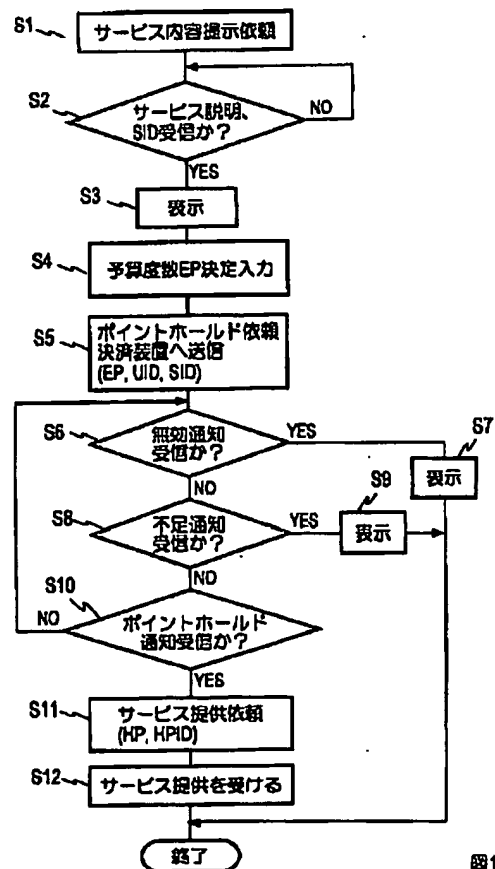 S1
サービス内容提示依頼
S2
サービス説明、
SID受信か？
NO
YES
S3
表示
S4
予算度数EP決定入力
S5
ポイントホールド依頼
決済装置へ送信
(EP, UID, SID)
S6
無効通知
受信か？
YES
S7
表示
NO
S8
不足通知
受信か？
YES
S9
表示
NO
S10
NO
ポイントホールド
通知受信か？
YES
S11
サービス提供依頼
(HP, HPID)
S12
サービス提供を受ける
終了
図1